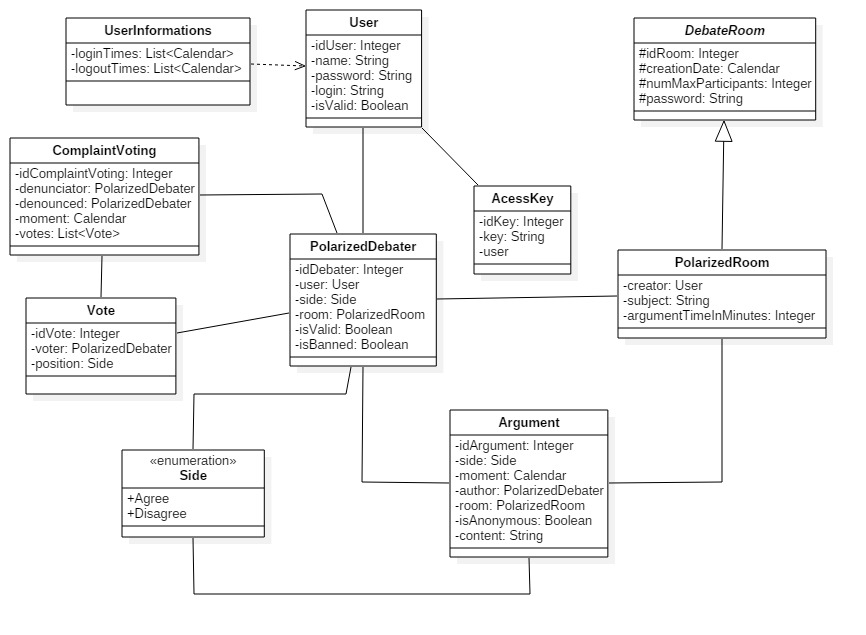 UserInformations
-loginTimes: List<Calendar>
-logoutTimes: List<Calendar>
User
-idUser: Integer
-name: String
-password: String
-login: String
-isValid: Boolean
DebateRoom
#idRoom: Integer
#creationDate: Calendar
#numMaxParticipants: Integer
#password: String
ComplaintVoting
-idComplaintVoting: Integer
-denunciator: PolarizedDebater
-denounced: PolarizedDebater
-moment: Calendar
-votes: List<Vote>
AcessKey
-idKey: Integer
-key: String
-user
PolarizedDebater
-idDebater: Integer
-user: User
-side: Side
-room: PolarizedRoom
-isValid: Boolean
-isBanned: Boolean
PolarizedRoom
-creator: User
-subject: String
-argumentTimeInMinutes: Integer
Vote
-idVote: Integer
-voter: PolarizedDebater
-position: Side
Argument
-idArgument: Integer
-side: Side
-moment: Calendar
-author: PolarizedDebater
-room: PolarizedRoom
-isAnonymous: Boolean
-content: String
«enumeration»
Side
+Agree
+Disagree